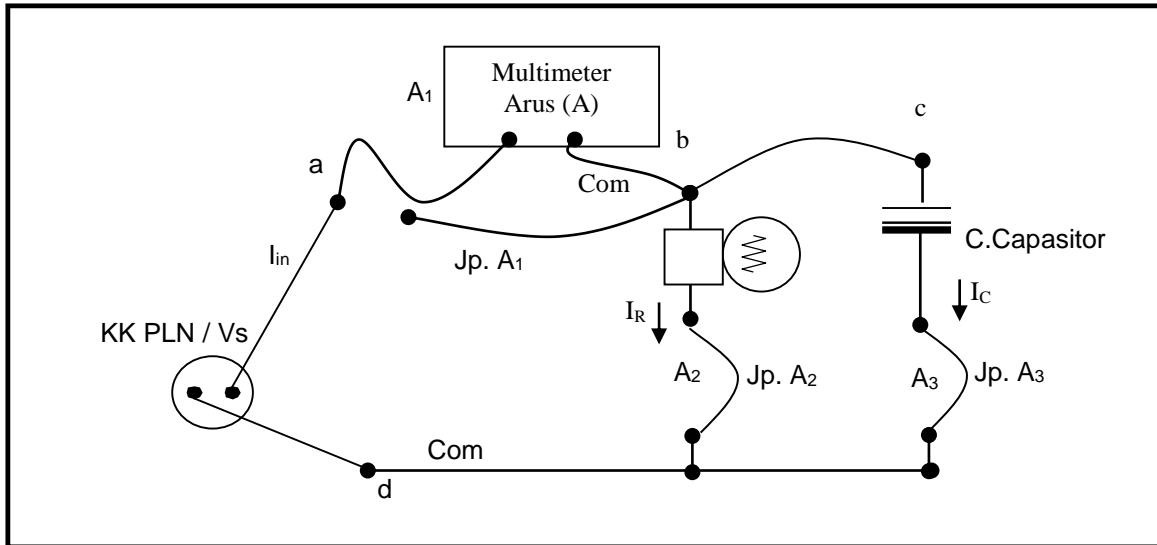 Multimeter
Arus (A)
A1
b
c
a
Com
Jp. A1
C.Capasitor
Iin
IR
IC
KK PLN / Vs
A2
Jp. A2
A3
Jp. A3
Com
d